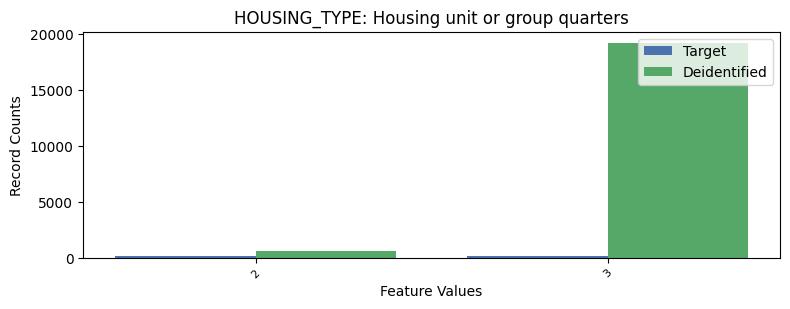 HOUSING_TYPE: Housing unit or group quarters
20000
15000
10000
5000
0
Record Counts
Target
Deidentified
2
3
Feature Values